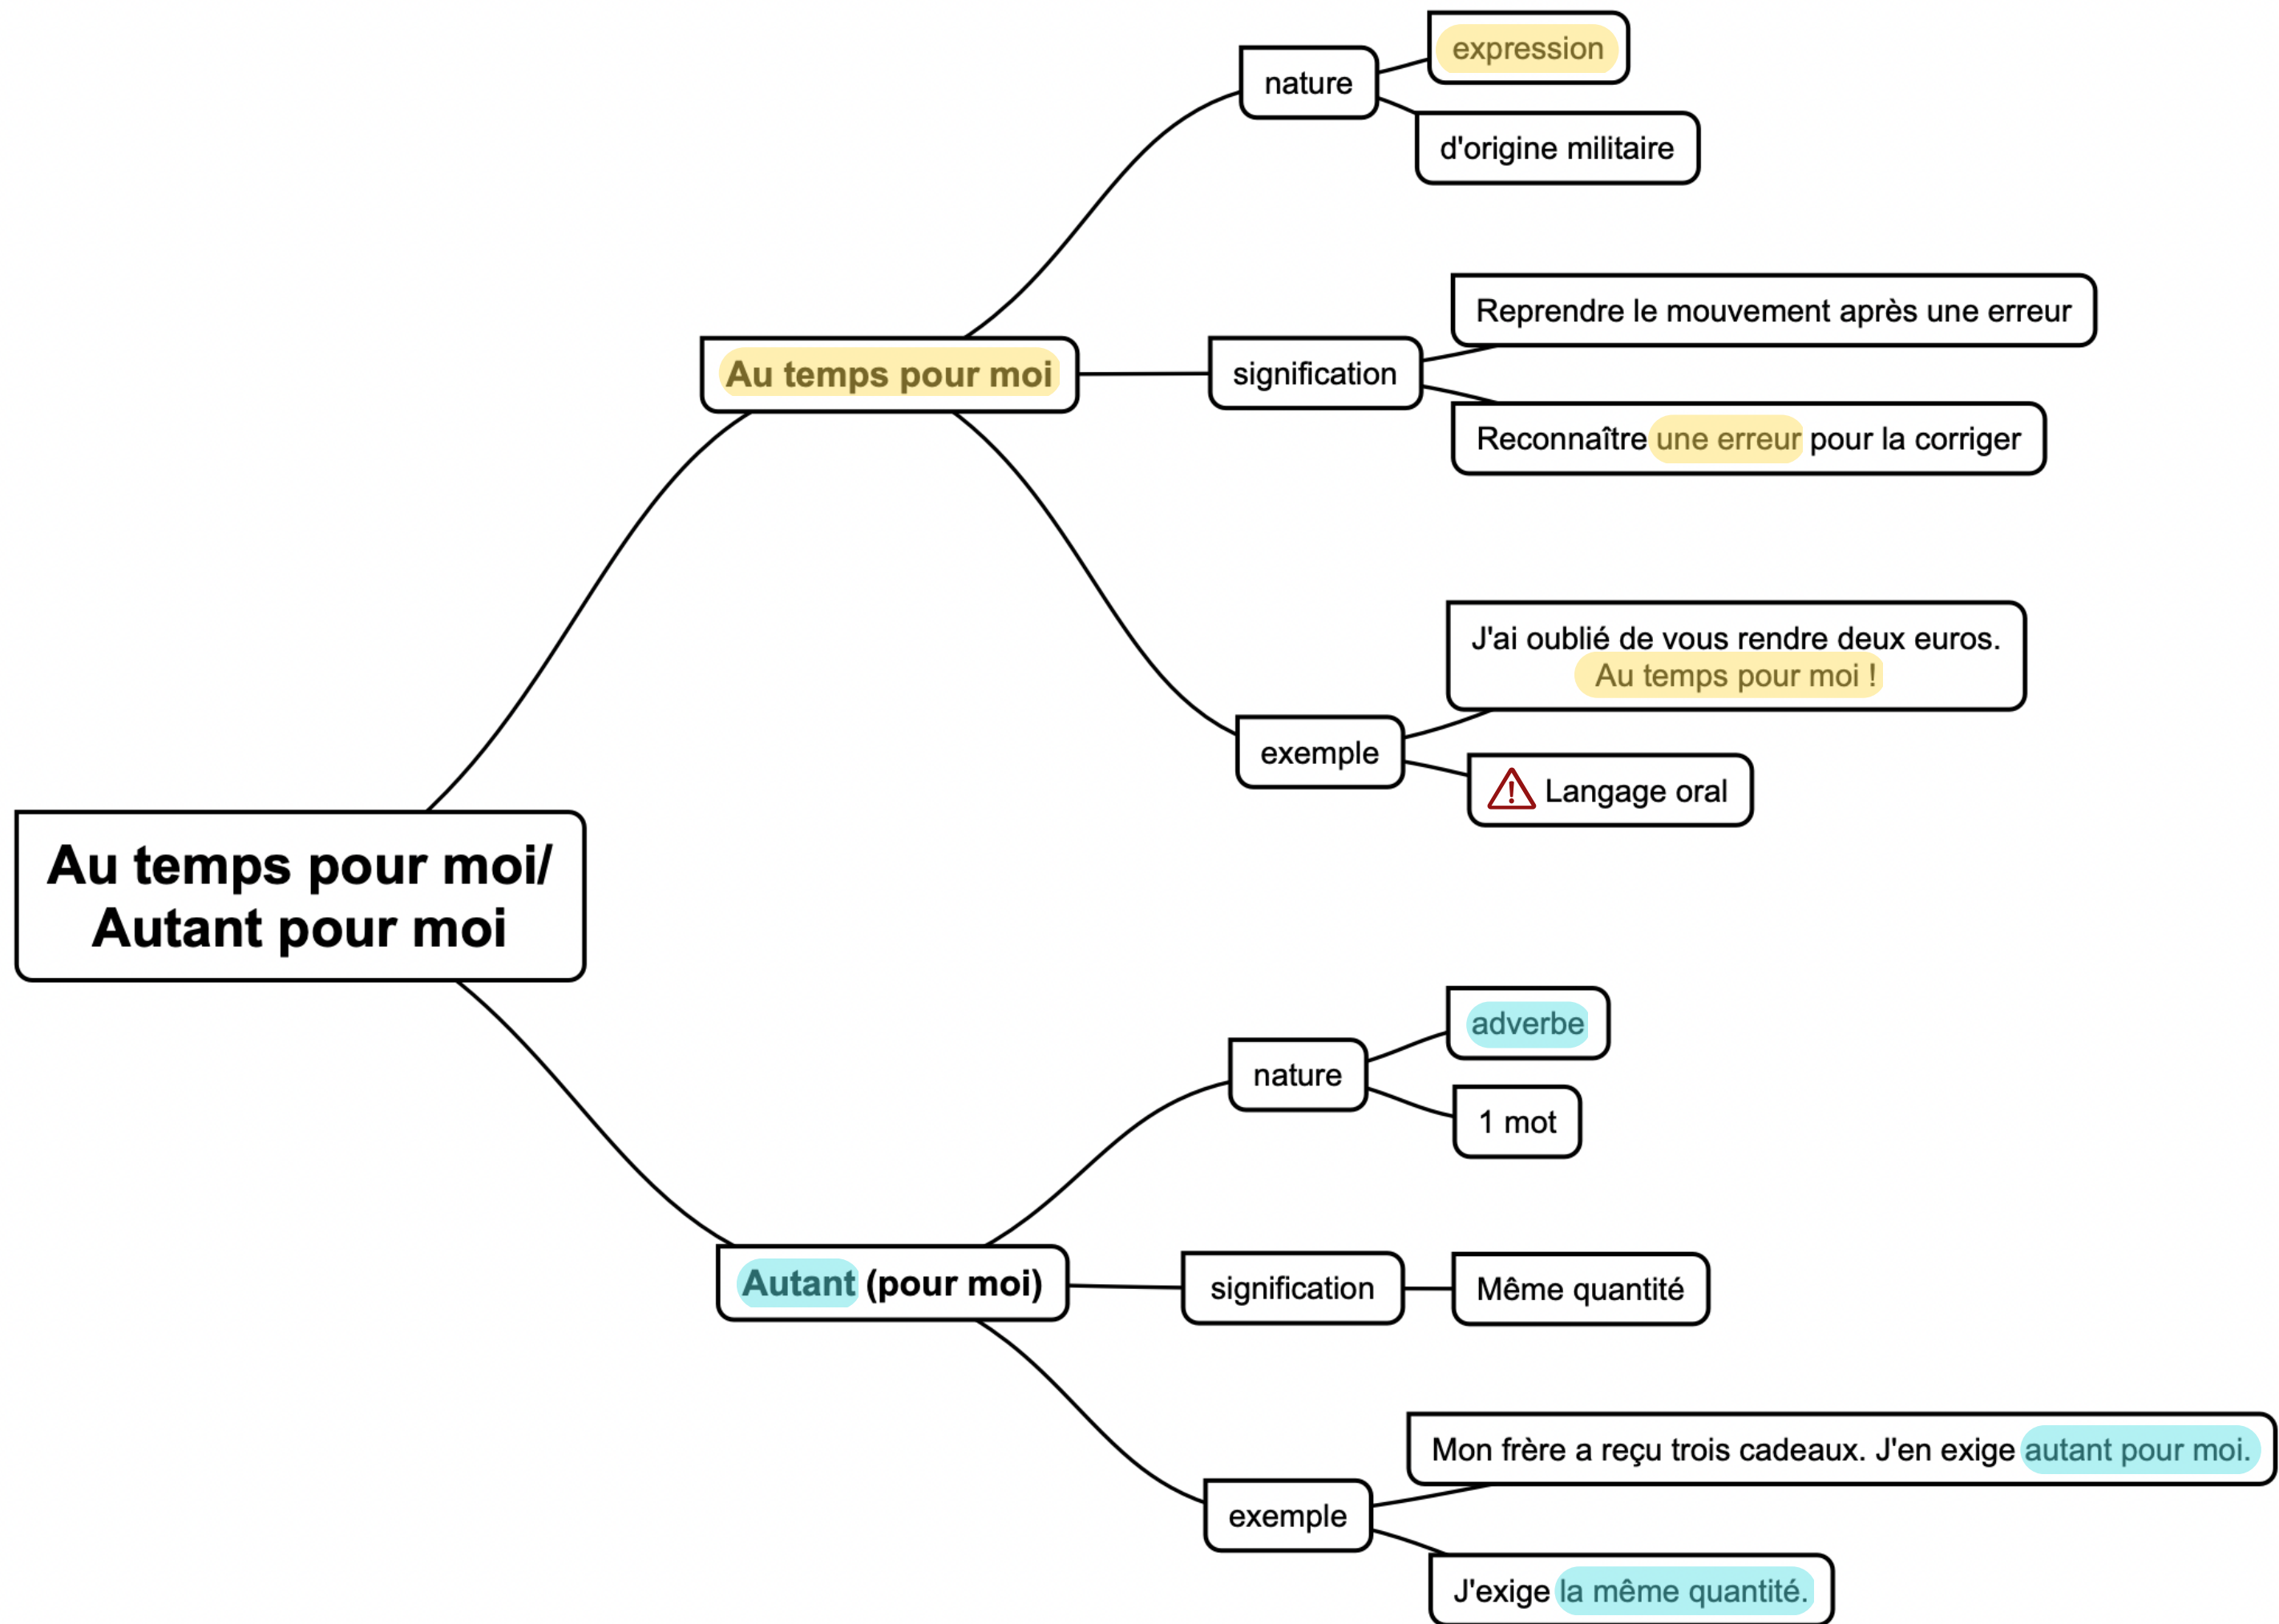 Au temps pour moi/
Autant pour moi
Au temps pour moi
nature
expression
d'origine militaire
signification
Reprendre le mouvement après une erreur
Reconnaître une erreur pour la corriger
exemple
J'ai oublié de vous rendre deux euros.
Au temps pour moi !
Langage oral
Autant (pour moi)
nature
adverbe
1 mot
signification
Même quantité
exemple
Mon frère a reçu trois cadeaux. J'en exige autant pour moi.
J'exige la même quantité.